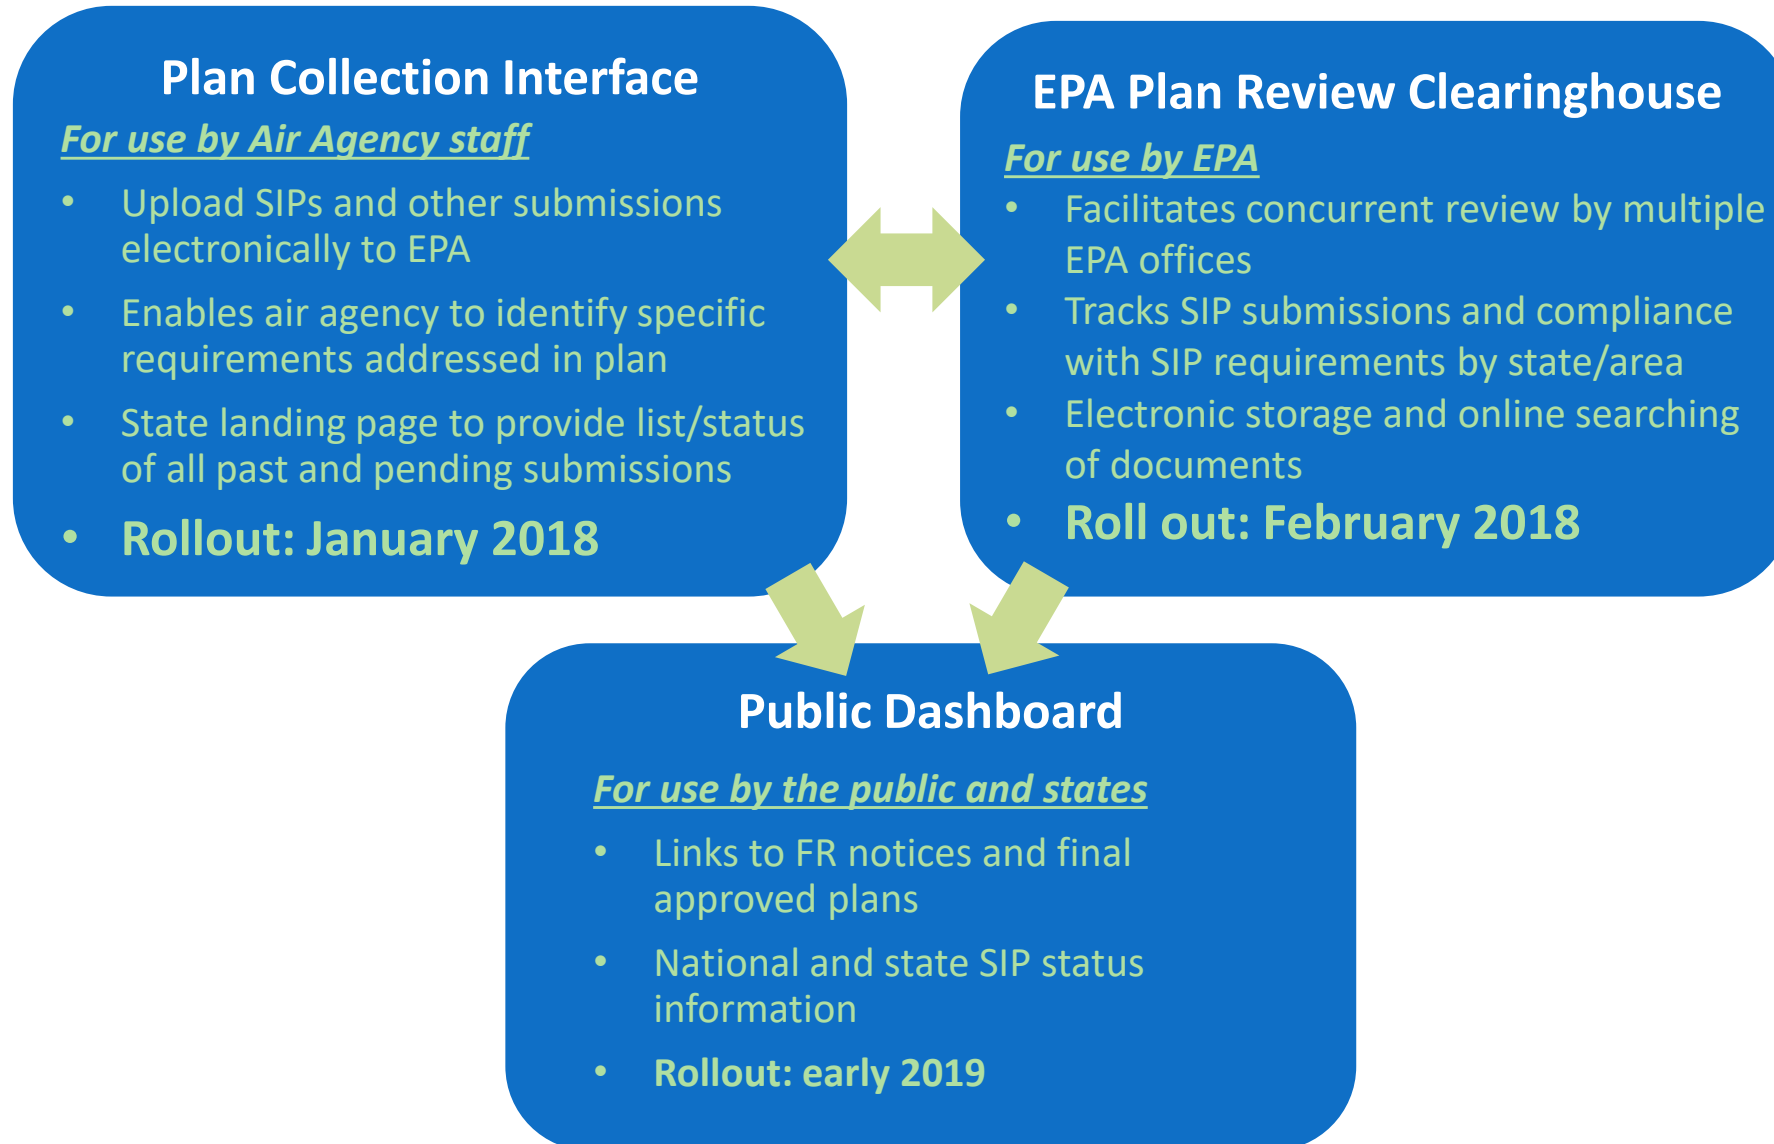 Plan Collection Interface
For use by Air Agency staff
• Upload SIPs and other submissions
electronically to EPA
• Enables air agency to identify specific
requirements addressed in plan
• State landing page to provide list/status
of all past and pending submissions
• Rollout: January 2018
EPA Plan Review Clearinghouse
For use by EPA
• Facilitates concurrent review by multiple
EPA offices
• Tracks SIP submissions and compliance
with SIP requirements by state/area
• Electronic storage and online searching
of documents
• Roll out: February 2018
Public Dashboard
For use by the public and states
• Links to FR notices and final
approved plans
• National and state SIP status
information
• Rollout: early 2019